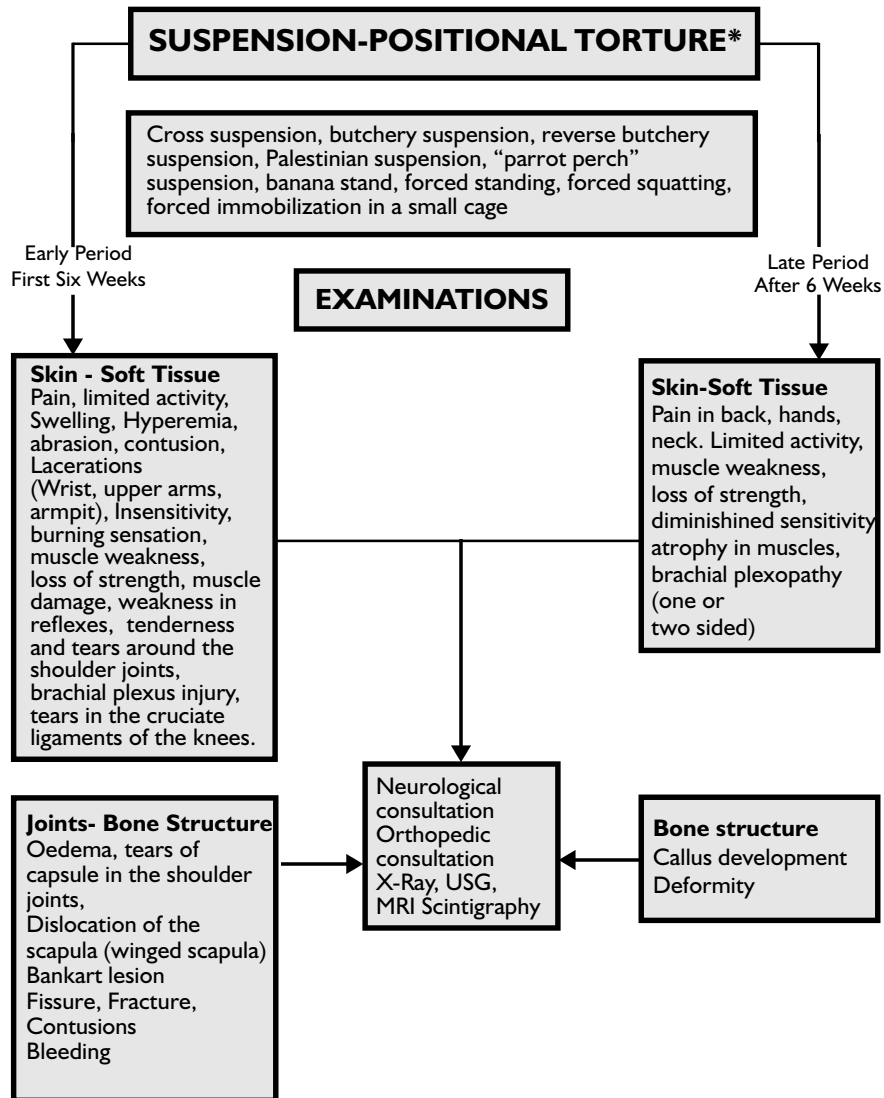 SUSPENSION-POSITIONAL TORTURE*
Cross suspension, butchery suspension, reverse butchery
suspension, Palestinian suspension, “parrot perch”
suspension, banana stand, forced standing, forced squatting,
forced immobilization in a small cage
Early Period
First Six Weeks
Late Period
After 6 Weeks
EXAMINATIONS
Skin - Soft Tissue
Pain, limited activity,
Swelling, Hyperemia,
abrasion, contusion,
Lacerations
(Wrist, upper arms,
armpit), Insensitivity,
burning sensation,
muscle weakness,
loss of strength, muscle
damage, weakness in
reflexes, tenderness
and tears around the
shoulder joints,
brachial plexus injury,
tears in the cruciate
ligaments of the knees.
Skin-Soft Tissue
Pain in back, hands,
neck. Limited activity,
muscle weakness,
loss of strength,
diminishined sensitivity
atrophy in muscles,
brachial plexopathy
(one or
two sided)
Joints- Bone Structure
Oedema, tears of
capsule in the shoulder
joints,
Dislocation of the
scapula (winged scapula)
Bankart lesion
Fissure, Fracture,
Contusions
Bleeding
Neurological
consultation
Orthopedic
consultation
X-Ray, USG,
MRI Scintigraphy
Bone structure
Callus development
Deformity